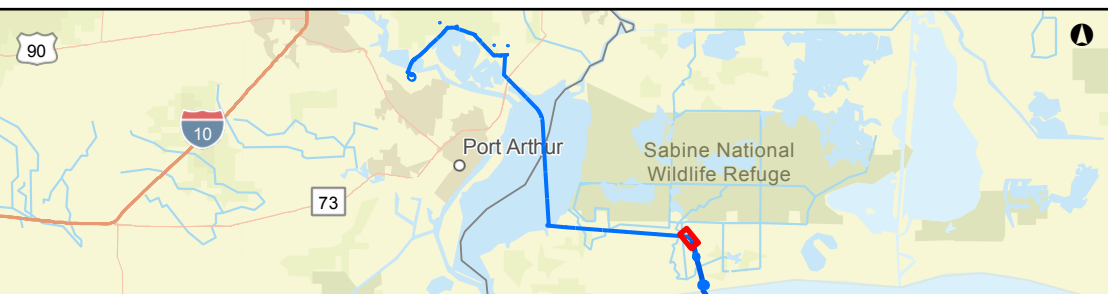 90
10
Port Arthur
Sabine National
Wildlife Refuge
73